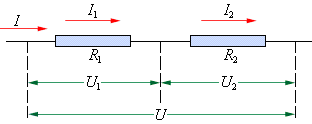 I I₁ I₂
R₁ R₂
U₁ U₂
U